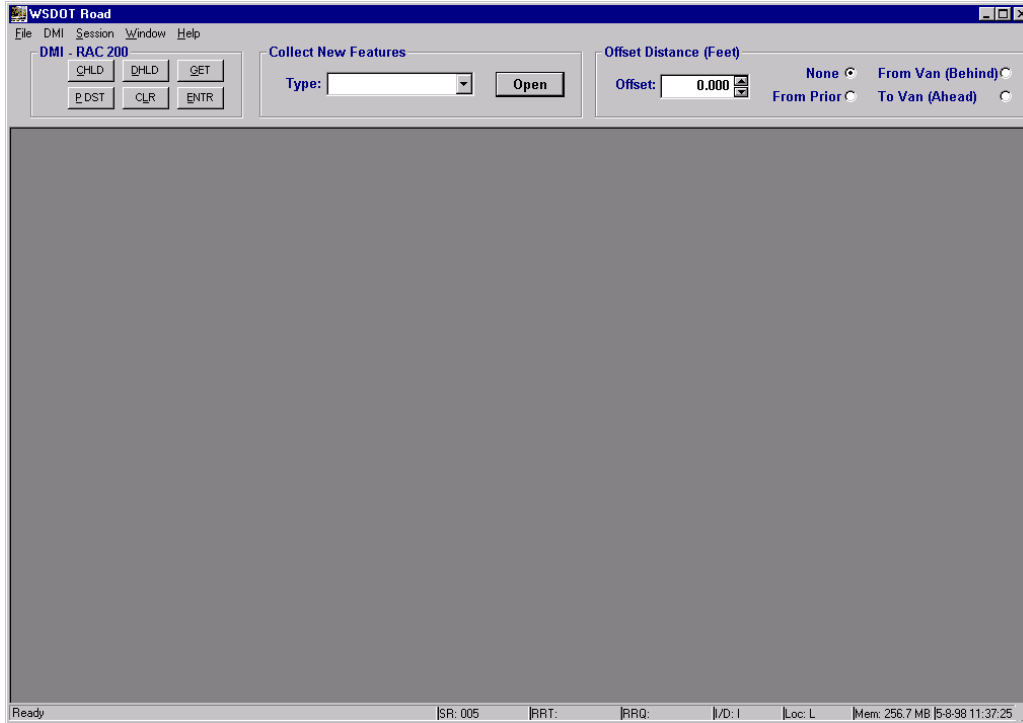 WSDOT Road
File DMI Session Window Help
DMI - RAC 200
CHLD DHLD GET
P.DST CLR ENTR
Collect New Features
Type: Open
Offset Distance (Feet)
Offset: 0.000
None From Van (Behind)
From Prior To Van (Ahead)
Ready SR: 005 RRT: RRQ: I/D: I Loc: L Mem: 256.7 MB 5-8-98 11:37:25